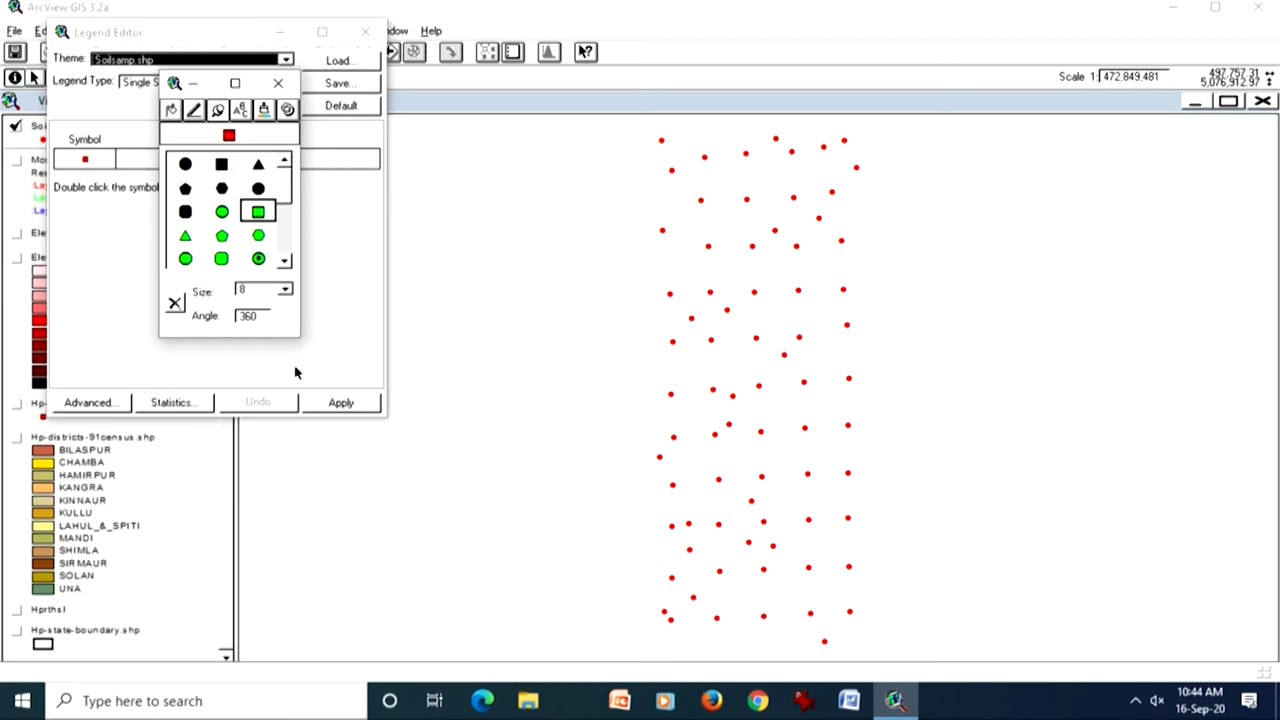 ArcView GIS 3.2a
File
Window
Help
Legend Editor
Theme:
Soilsamp.shp
Load...
Legend Type:
Save...
Default
Scale 1:
472,849,481
497,757.31
5,076,912.97
Symbol
Double click the symbol
Size:
8
Angle:
360
Advanced...
Statistics...
Undo
Apply
Hp-districts-91census.shp
BILASPUR
CHAMBA
HAMIRPUR
KANGRA
KINNAUR
KULLU
LAHUL_&_SPITI
MANDI
SHIMLA
SIRMAUR
SOLAN
UNA
Hprths1
Hp-state-boundary.shp
Type here to search
10:44 AM
16-Sep-20